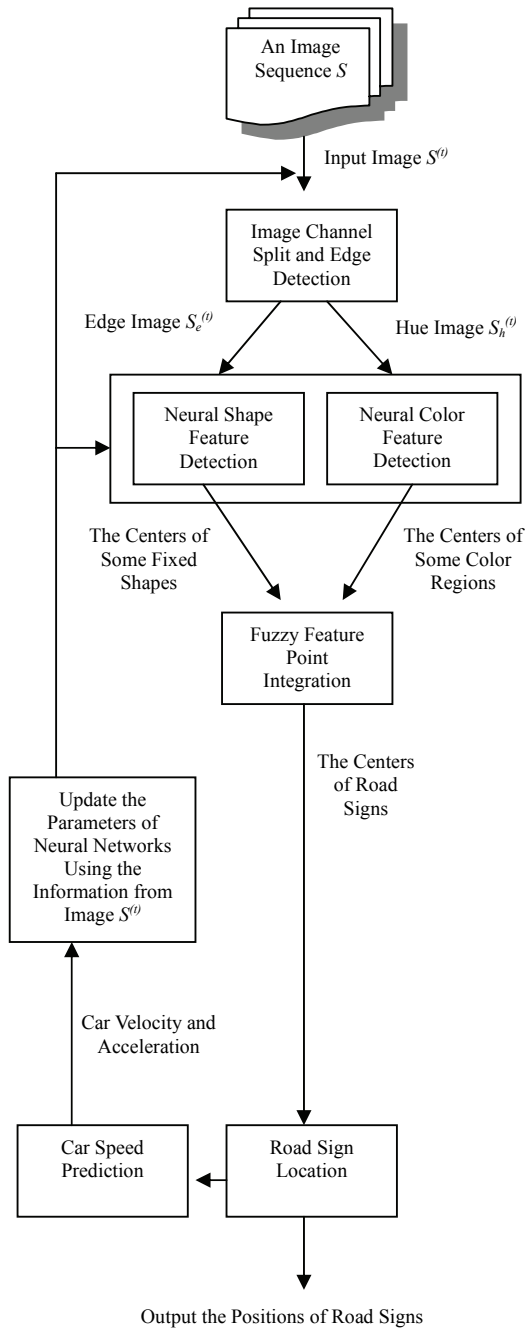 An Image
Sequence S
Input Image S(t)
Image Channel
Split and Edge
Detection
Edge Image Se(t)
Hue Image Sh(t)
Neural Shape
Feature
Detection
Neural Color
Feature
Detection
The Centers of
Some Fixed
Shapes
The Centers of
Some Color
Regions
Fuzzy Feature
Point
Integration
The Centers
of Road
Signs
Update the
Parameters of
Neural Networks
Using the
Information from
Image S(t)
Car Velocity and
Acceleration
Car Speed
Prediction
Road Sign
Location
Output the Positions of Road Signs